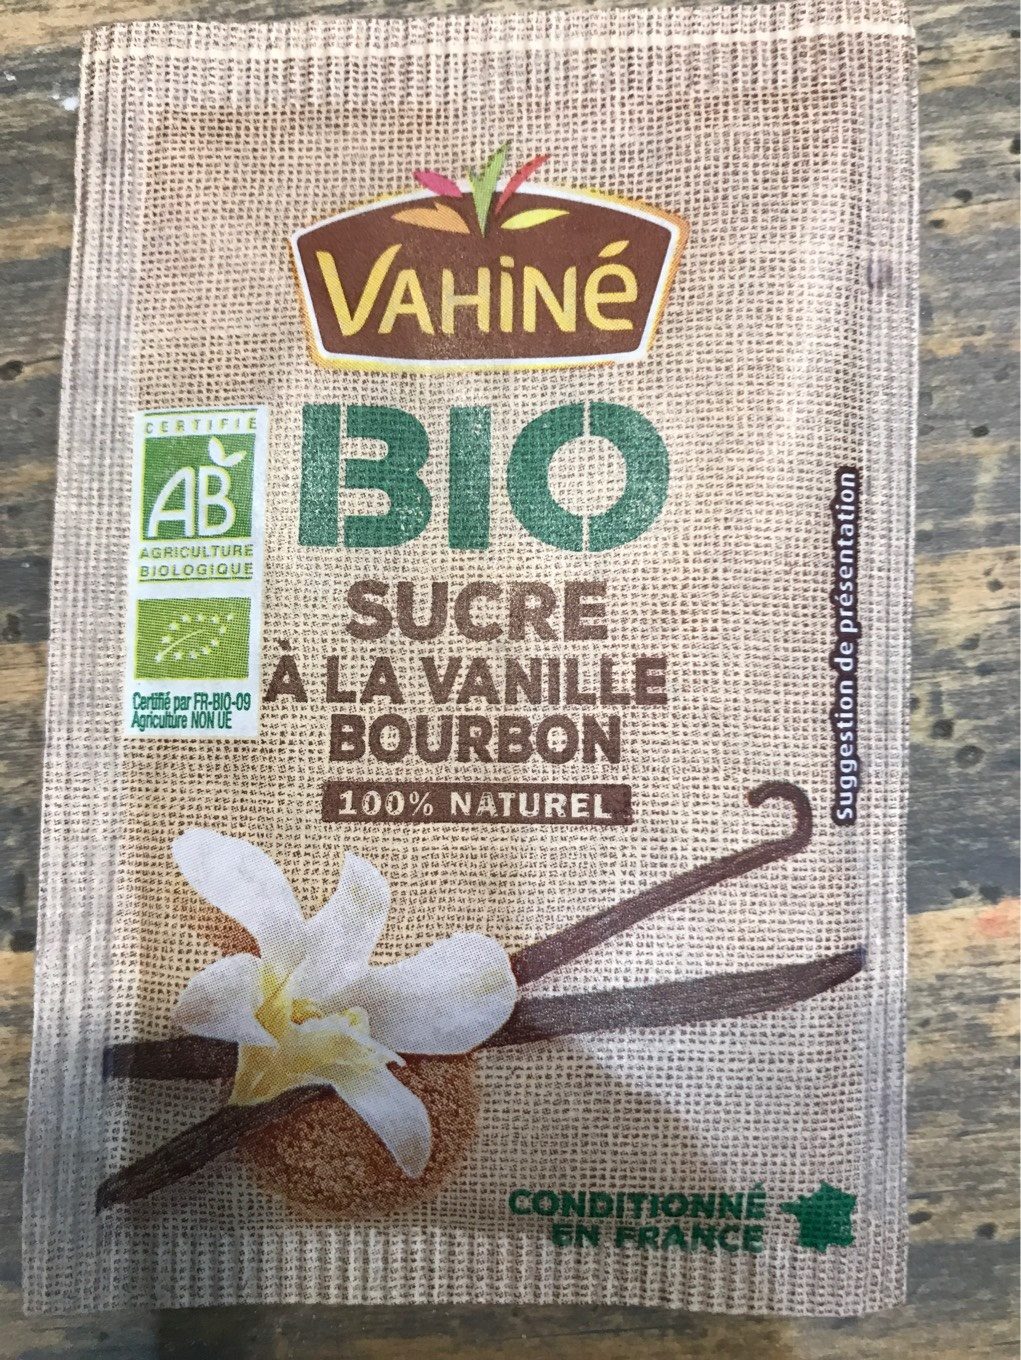 VAHiNé
BIO
CERTIFIÉ
AB
AGRICULTURE
BIOLOGIQUE
Certifié par FR-BIO-09
Agriculture NON UE
SUCRE
À LA VANILLE
BOURBON
100% NATUREL
suggestion de présentation
CONDITIONNÉ
EN FRANCE